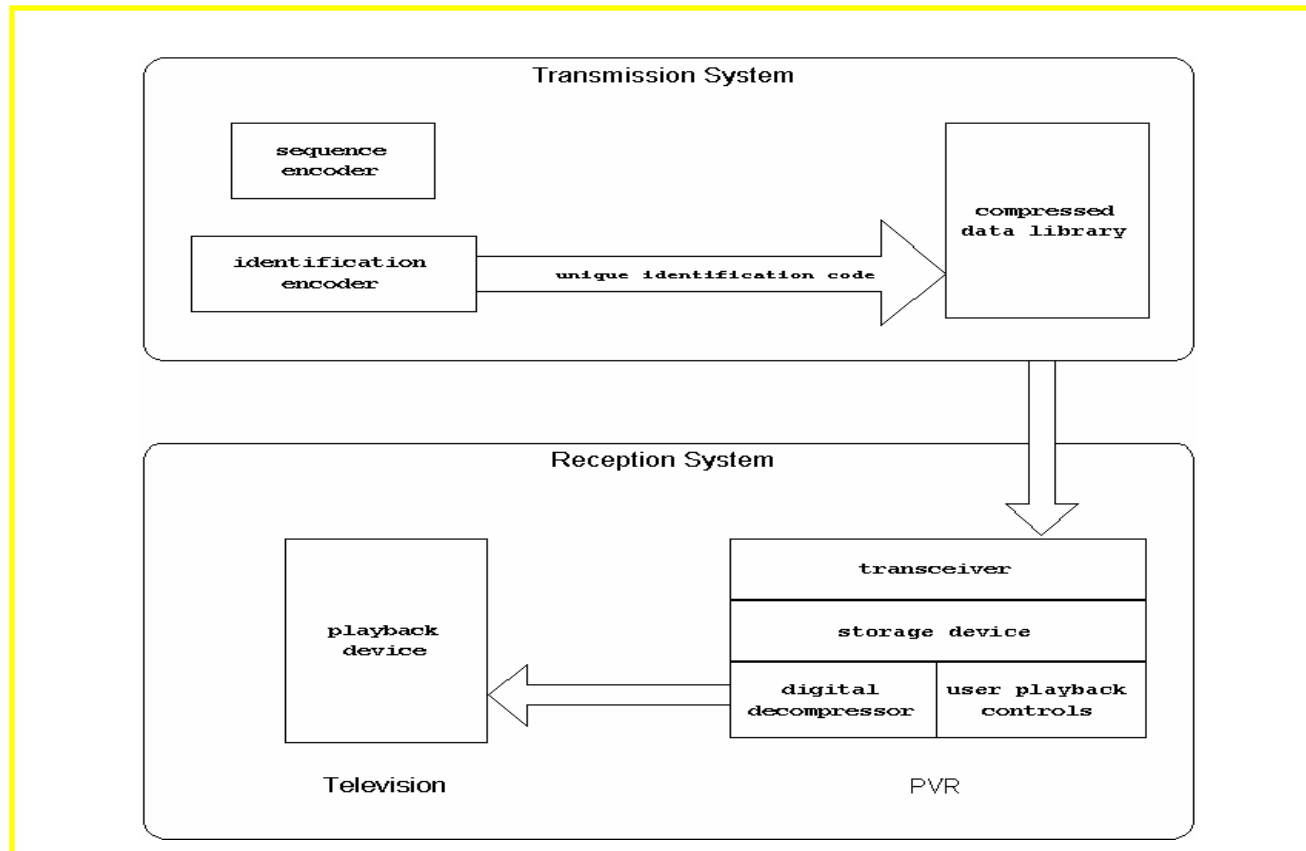 Transmission System
sequence
encoder
identification
encoder
unique identification code
compressed
data library
Reception System
playback
device
Television
transceiver
storage device
digital
decompressor
user playback
controls
PVR